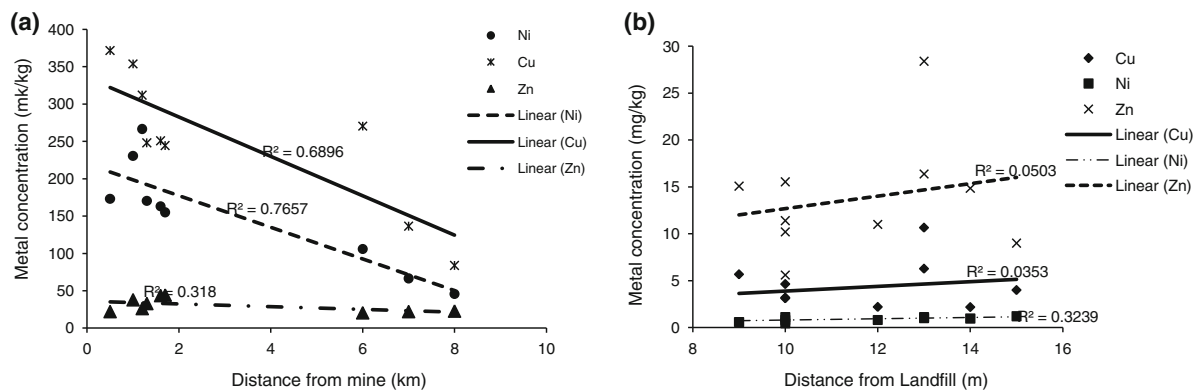 (a)
400
350
300
250
200
150
100
50
0
Metal concentration (mk/kg)
0 2 4 6 8 10
Distance from mine (km)
Ni
Cu
Zn
Linear (Ni)
Linear (Cu)
Linear (Zn)
R² = 0.6896
R² = 0.7657
R² = 0.318
(b)
30
25
20
15
10
5
0
Metal concentration (mg/kg)
8 10 12 14 16
Distance from Landfill (m)
Cu
Ni
Zn
Linear (Cu)
Linear (Ni)
Linear (Zn)
R² = 0.0503
R² = 0.0353
R² = 0.3239